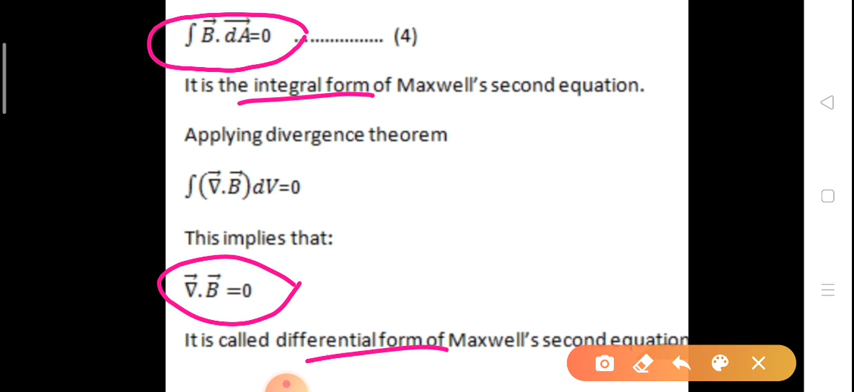 ∫ B⃗. dA⃗=0 ................. (4)
It is the integral form of Maxwell's second equation.
Applying divergence theorem
∫(∇⃗.B⃗)dV=0
This implies that:
∇⃗.B⃗ =0
It is called differential form of Maxwell's second equation